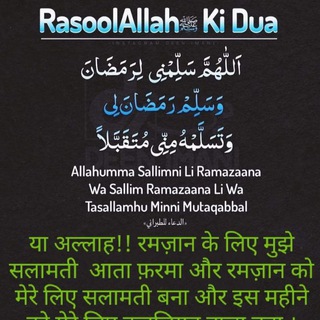 RasoolAllahﷺ Ki Dua
اَللّٰهُمَّ سَلِّمْنِى لِرَمَضَانَ
وَسَلِّمْ رَمَضَانَ لِى
وَتَسَلَّمْهُ مِنِّى مُتَقَبَّلاً
Allahumma Sallimni Li Ramazaana
Wa Sallim Ramazaana Li Wa
Tasallamhu Minni Mutaqabbal
«الدعاء للطبراني»
या अल्लाह!! रमज़ान के लिए मुझे
सलामती आता फ़रमा और रमज़ान को
मेरे लिए सलामती बना और इस महीने
को मेरे लिए